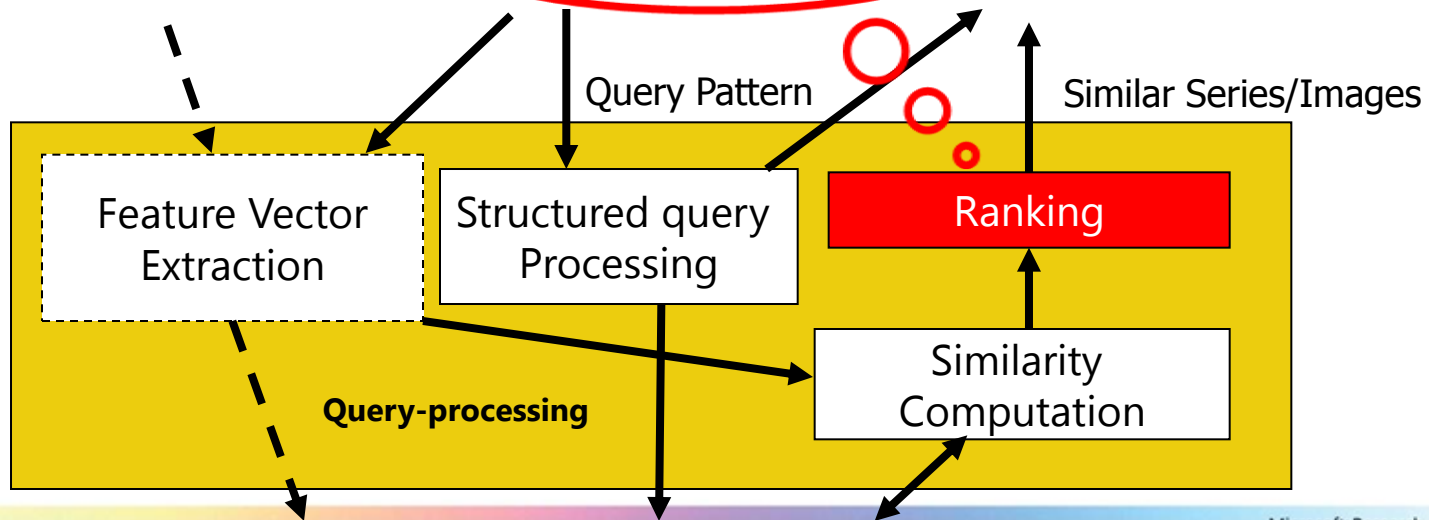 Query Pattern
Similar Series/Images
Feature Vector
Extraction
Structured query
Processing
Ranking
Similarity
Computation
Query-processing